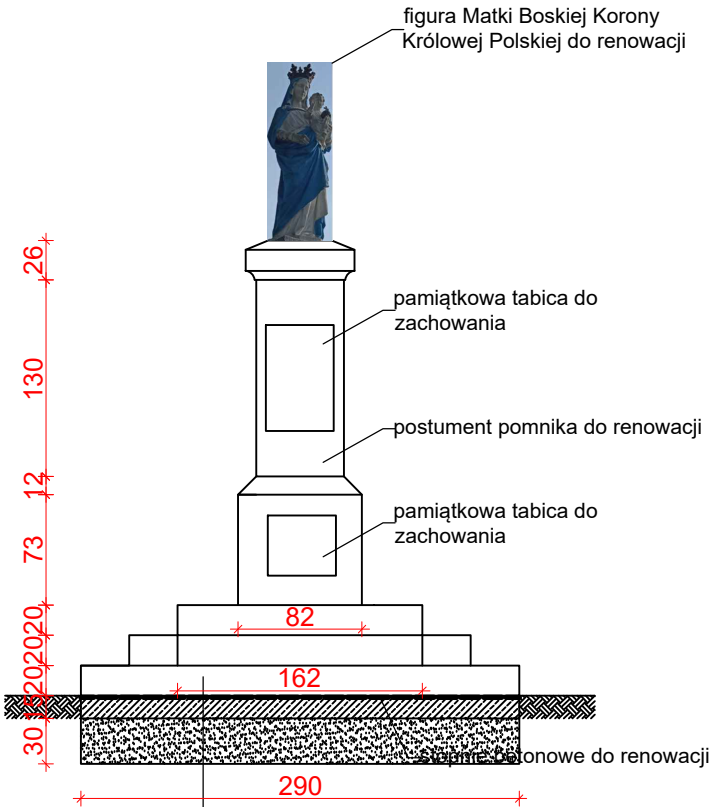 figura Matki Boskiej Korony
Królowej Polskiej do renowacji
26
pamiątkowa tabica do
zachowania
130
postument pomnika do renowacji
12
pamiątkowa tabica do
zachowania
73
20
82
20
20
162
15
30
stopnie betonowe do renowacji
290